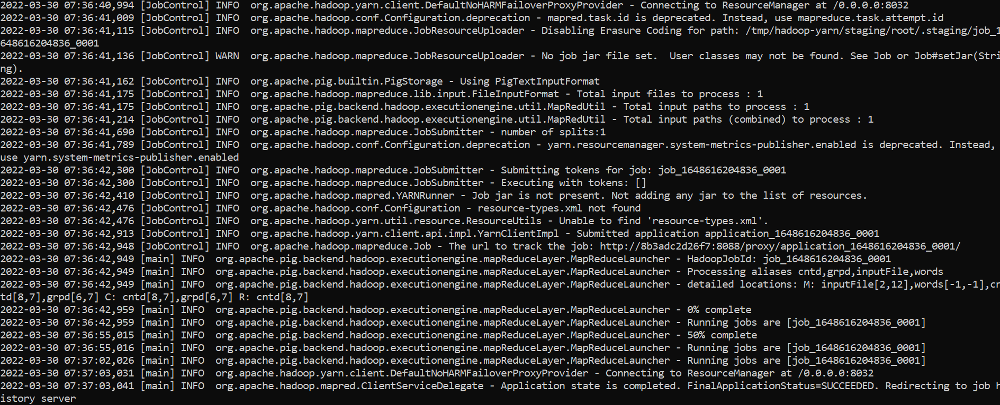 2022-03-30 07:36:40,994 [JobControl] INFO  org.apache.hadoop.yarn.client.DefaultNoHARMFailoverProxyProvider - Connecting to ResourceManager at /0.0.0.0:8032
2022-03-30 07:36:41,009 [JobControl] INFO  org.apache.hadoop.conf.Configuration.deprecation - mapred.task.id is deprecated. Instead, use mapreduce.task.attempt.id
2022-03-30 07:36:41,115 [JobControl] INFO  org.apache.hadoop.mapreduce.JobResourceUploader - Disabling Erasure Coding for path: /tmp/hadoop-yarn/staging/root/.staging/job_1
648616204836_0001
2022-03-30 07:36:41,136 [JobControl] WARN  org.apache.hadoop.mapreduce.JobResourceUploader - No job jar file set.  User classes may not be found. See Job or Job#setJar(Stri
ng).
2022-03-30 07:36:41,162 [JobControl] INFO  org.apache.pig.builtin.PigStorage - Using PigTextInputFormat
2022-03-30 07:36:41,175 [JobControl] INFO  org.apache.hadoop.mapreduce.lib.input.FileInputFormat - Total input files to process : 1
2022-03-30 07:36:41,175 [JobControl] INFO  org.apache.pig.backend.hadoop.executionengine.util.MapRedUtil - Total input paths to process : 1
2022-03-30 07:36:41,214 [JobControl] INFO  org.apache.pig.backend.hadoop.executionengine.util.MapRedUtil - Total input paths (combined) to process : 1
2022-03-30 07:36:41,690 [JobControl] INFO  org.apache.hadoop.mapreduce.JobSubmitter - number of splits:1
2022-03-30 07:36:41,789 [JobControl] INFO  org.apache.hadoop.conf.Configuration.deprecation - yarn.resourcemanager.system-metrics-publisher.enabled is deprecated. Instead,
use yarn.system-metrics-publisher.enabled
2022-03-30 07:36:42,300 [JobControl] INFO  org.apache.hadoop.mapreduce.JobSubmitter - Submitting tokens for job: job_1648616204836_0001
2022-03-30 07:36:42,300 [JobControl] INFO  org.apache.hadoop.mapreduce.JobSubmitter - Executing with tokens: []
2022-03-30 07:36:42,410 [JobControl] INFO  org.apache.hadoop.mapred.YARNRunner - Job jar is not present. Not adding any jar to the list of resources.
2022-03-30 07:36:42,476 [JobControl] INFO  org.apache.hadoop.conf.Configuration - resource-types.xml not found
2022-03-30 07:36:42,476 [JobControl] INFO  org.apache.hadoop.yarn.util.resource.ResourceUtils - Unable to find 'resource-types.xml'.
2022-03-30 07:36:42,913 [JobControl] INFO  org.apache.hadoop.yarn.client.api.impl.YarnClientImpl - Submitted application application_1648616204836_0001
2022-03-30 07:36:42,948 [JobControl] INFO  org.apache.hadoop.mapreduce.Job - The url to track the job: http://8b3adc2d26f7:8088/proxy/application_1648616204836_0001/
2022-03-30 07:36:42,949 [main] INFO  org.apache.pig.backend.hadoop.executionengine.mapReduceLayer.MapReduceLauncher - HadoopJobId: job_1648616204836_0001
2022-03-30 07:36:42,949 [main] INFO  org.apache.pig.backend.hadoop.executionengine.mapReduceLayer.MapReduceLauncher - Processing aliases cntd,grpd,inputFile,words
2022-03-30 07:36:42,949 [main] INFO  org.apache.pig.backend.hadoop.executionengine.mapReduceLayer.MapReduceLauncher - detailed locations: M: inputFile[2,12],words[-1,-1],cn
td[8,7],grpd[6,7] C: cntd[8,7],grpd[6,7] R: cntd[8,7]
2022-03-30 07:36:42,959 [main] INFO  org.apache.pig.backend.hadoop.executionengine.mapReduceLayer.MapReduceLauncher - 0% complete
2022-03-30 07:36:42,959 [main] INFO  org.apache.pig.backend.hadoop.executionengine.mapReduceLayer.MapReduceLauncher - Running jobs are [job_1648616204836_0001]
2022-03-30 07:36:55,015 [main] INFO  org.apache.pig.backend.hadoop.executionengine.mapReduceLayer.MapReduceLauncher - 50% complete
2022-03-30 07:36:55,016 [main] INFO  org.apache.pig.backend.hadoop.executionengine.mapReduceLayer.MapReduceLauncher - Running jobs are [job_1648616204836_0001]
2022-03-30 07:37:02,026 [main] INFO  org.apache.pig.backend.hadoop.executionengine.mapReduceLayer.MapReduceLauncher - Running jobs are [job_1648616204836_0001]
2022-03-30 07:37:03,031 [main] INFO  org.apache.hadoop.yarn.client.DefaultNoHARMFailoverProxyProvider - Connecting to ResourceManager at /0.0.0.0:8032
2022-03-30 07:37:03,041 [main] INFO  org.apache.hadoop.mapred.ClientServiceDelegate - Application state is completed. FinalApplicationStatus=SUCCEEDED. Redirecting to job h
istory server